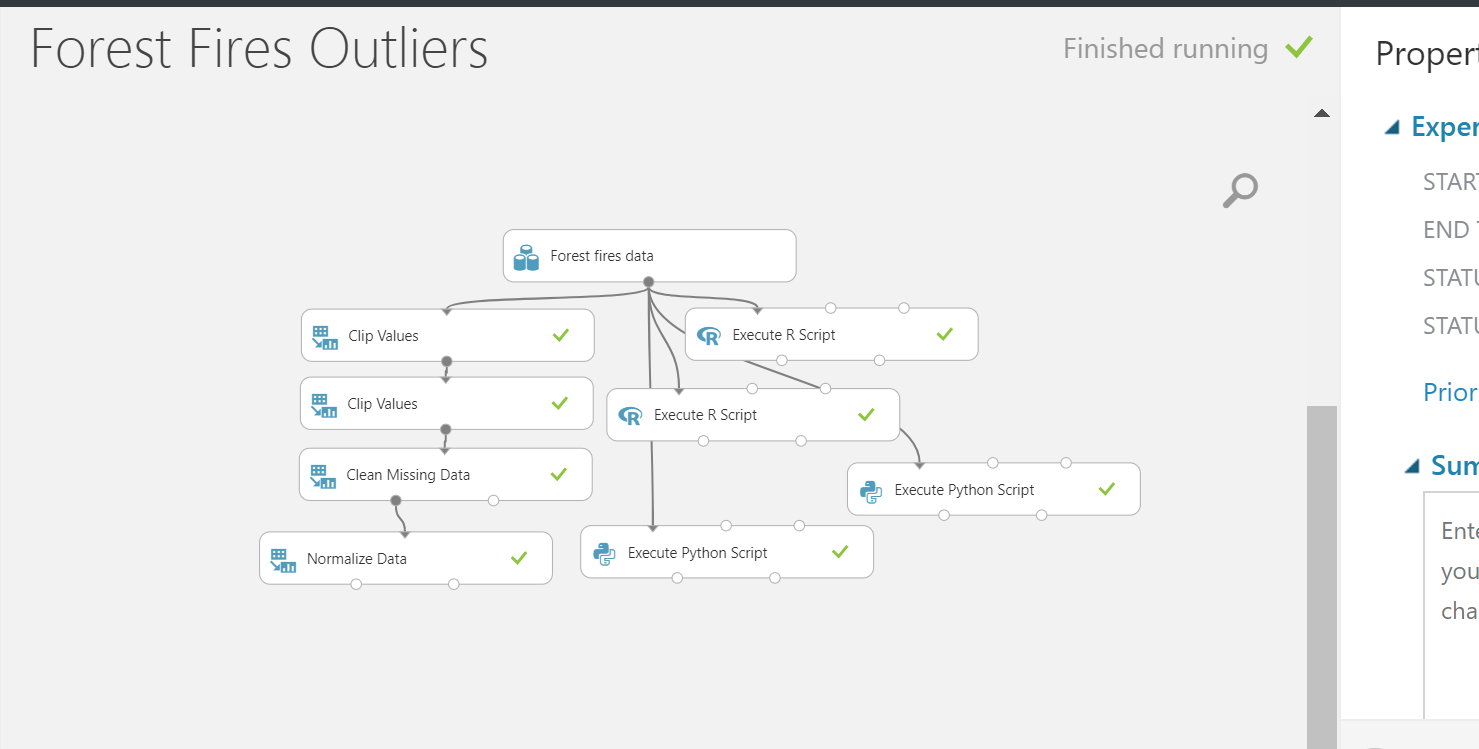 Forest Fires Outliers
Finished running
Forest fires data
Clip Values
Execute R Script
Clip Values
Execute R Script
Clean Missing Data
Execute Python Script
Execute Python Script
Normalize Data
Propert
Exper
START
END T
STATU
STATU
Prior
Sum
Ente
you
cha